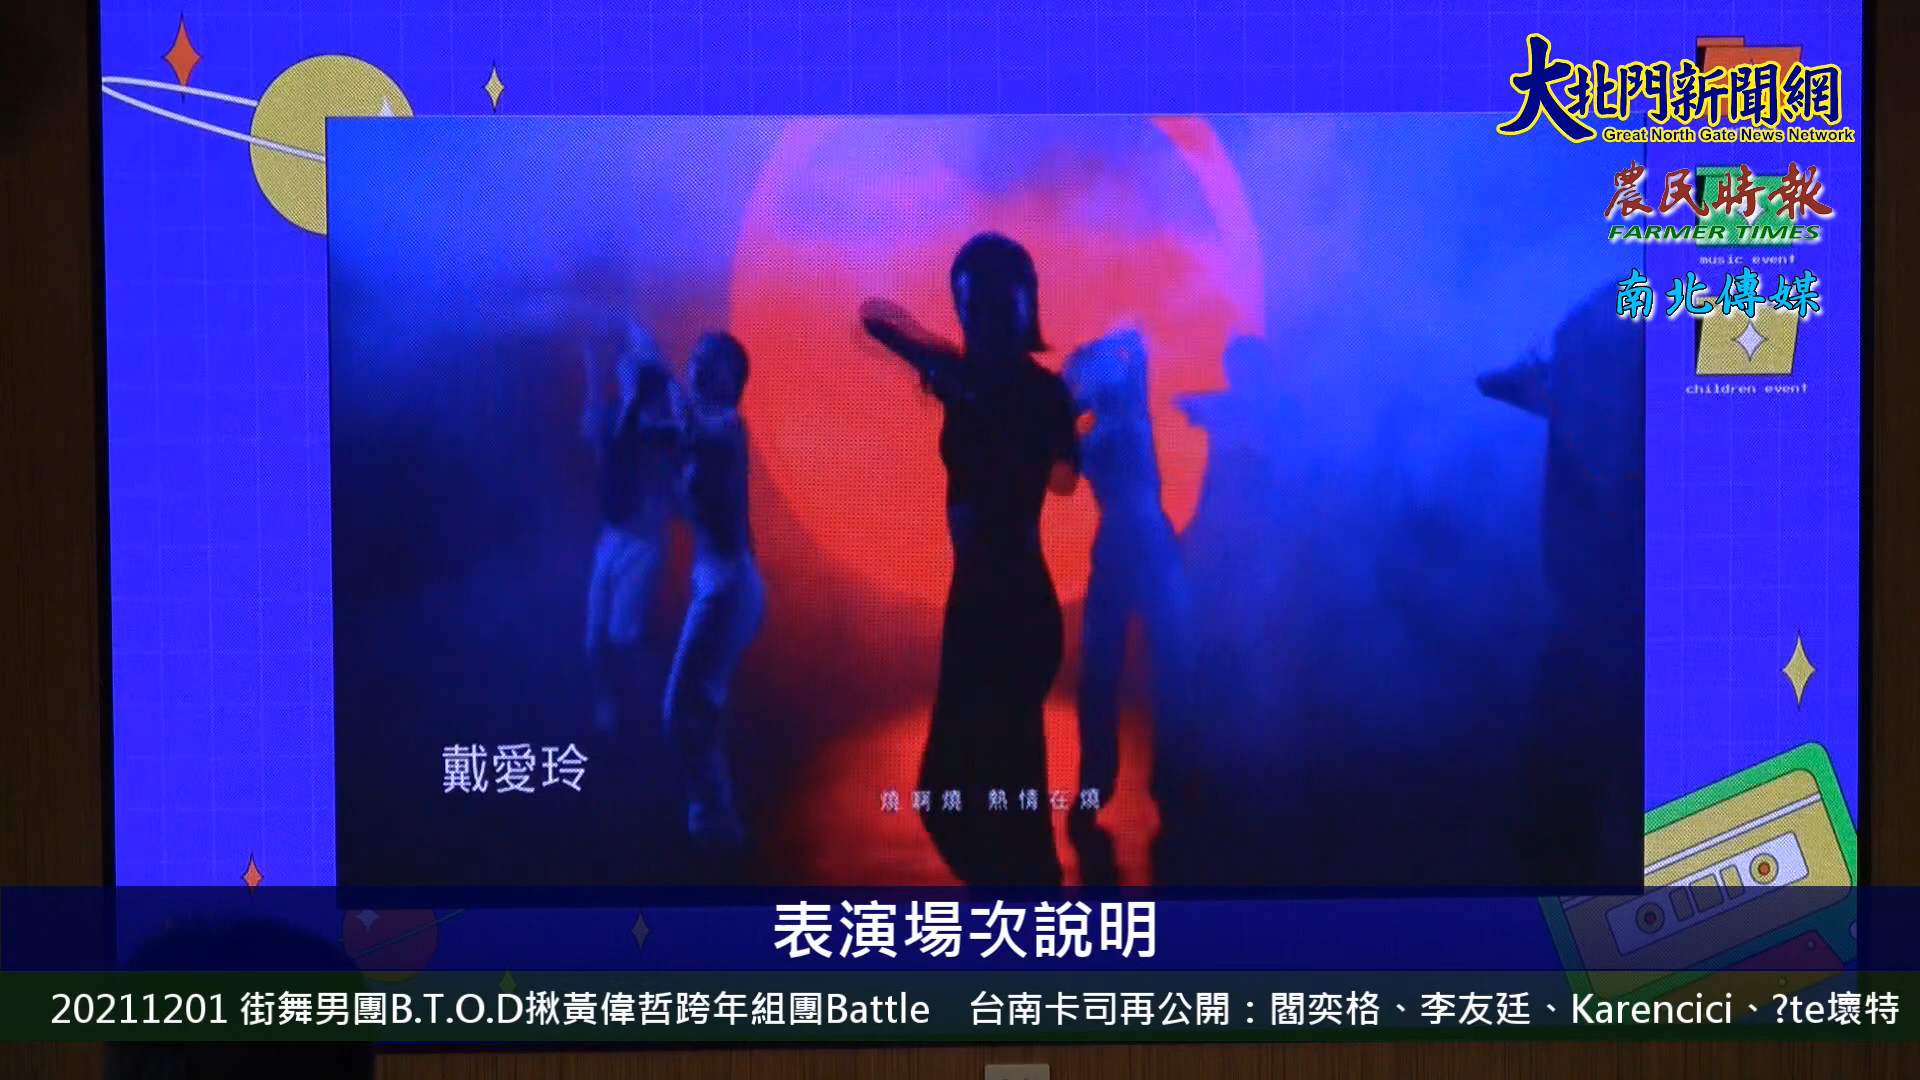 大北門新聞網
Great North Gate News Network
農民時報
FARMER TIMES
music event
南北傳媒
children event
戴愛玲
燒啊燒 熱情在燒
表演場次說明
20211201 街舞男團B.T.O.D揪黃偉哲跨年組團Battle 台南卡司再公開：閻奕格、李友廷、Karencici、?te壞特